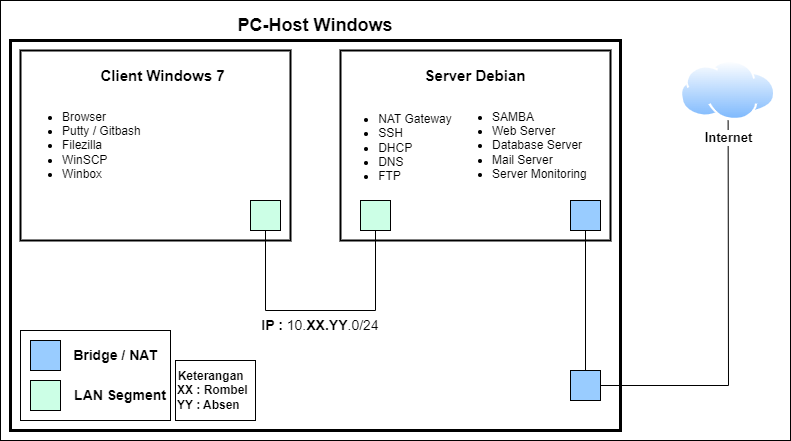 PC-Host Windows
Client Windows 7
Browser
Putty / Gitbash
Filezilla
WinSCP
Winbox
Server Debian
NAT Gateway
SSH
DHCP
DNS
FTP
SAMBA
Web Server
Database Server
Mail Server
Server Monitoring
Internet
IP : 10.XX.YY.0/24
Bridge / NAT
LAN Segment
Keterangan
XX : Rombel
YY : Absen